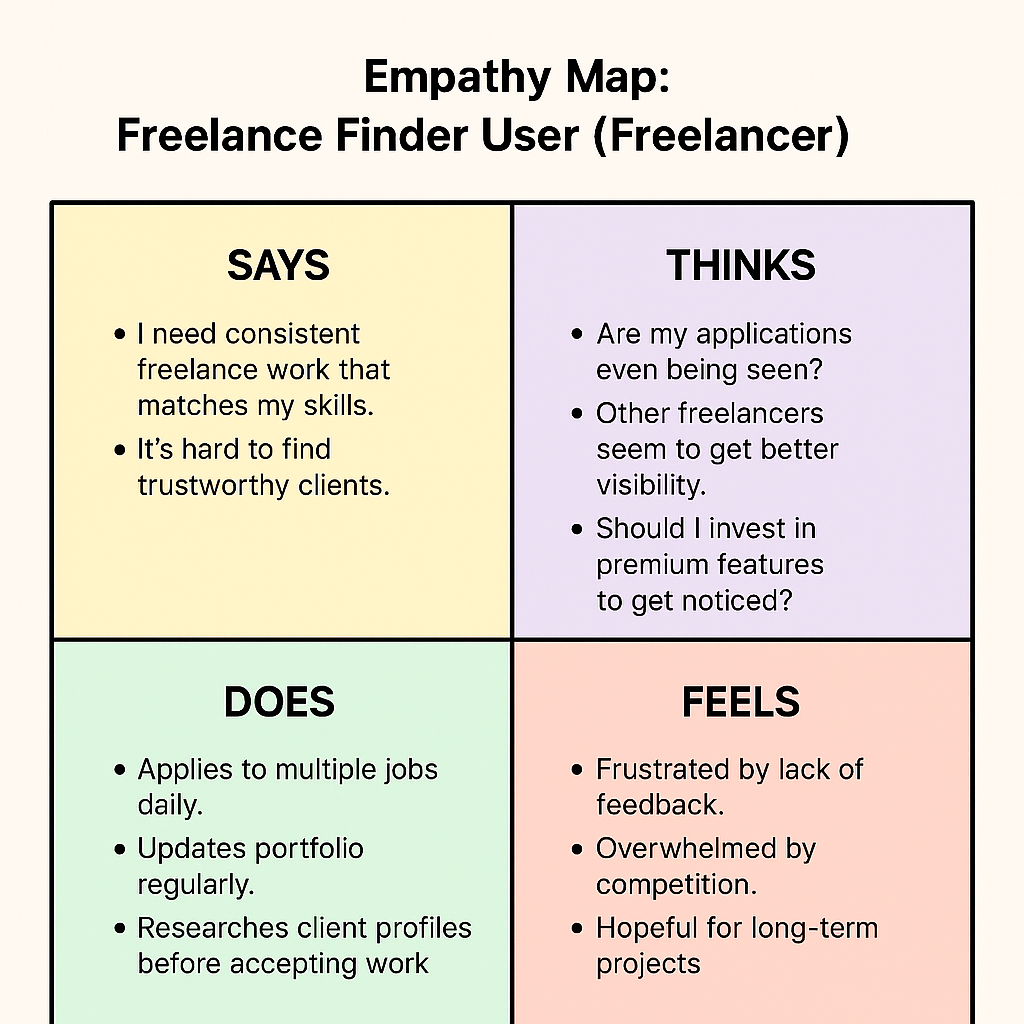 Empathy Map:
Freelance Finder User (Freelancer)
SAYS
• I need consistent
freelance work that
matches my skills.
• It’s hard to find
trustworthy clients.
THINKS
• Are my applications
even being seen?
• Other freelancers
seem to get better
visibility.
• Should I invest in
premium features
to get noticed?
DOES
• Applies to multiple jobs
daily.
• Updates portfolio
regularly.
• Researches client profiles
before accepting work
FEELS
• Frustrated by lack of
feedback.
• Overwhelmed by
competition.
• Hopeful for long-term
projects